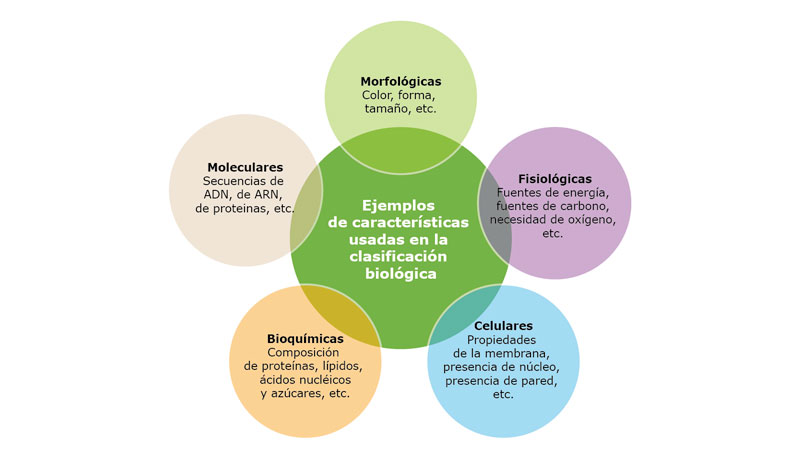 Morfológicas
Color, forma,
tamaño, etc.
Moleculares
Secuencias de
ADN, de ARN,
de proteinas, etc.
Fisiológicas
Fuentes de energía,
fuentes de carbono,
necesidad de oxígeno,
etc.
Ejemplos
de características
usadas en la
clasificación
biológica
Bioquímicas
Composición
de proteínas, lípidos,
ácidos nucléicos
y azúcares, etc.
Celulares
Propiedades
de la membrana,
presencia de núcleo,
presencia de pared,
etc.